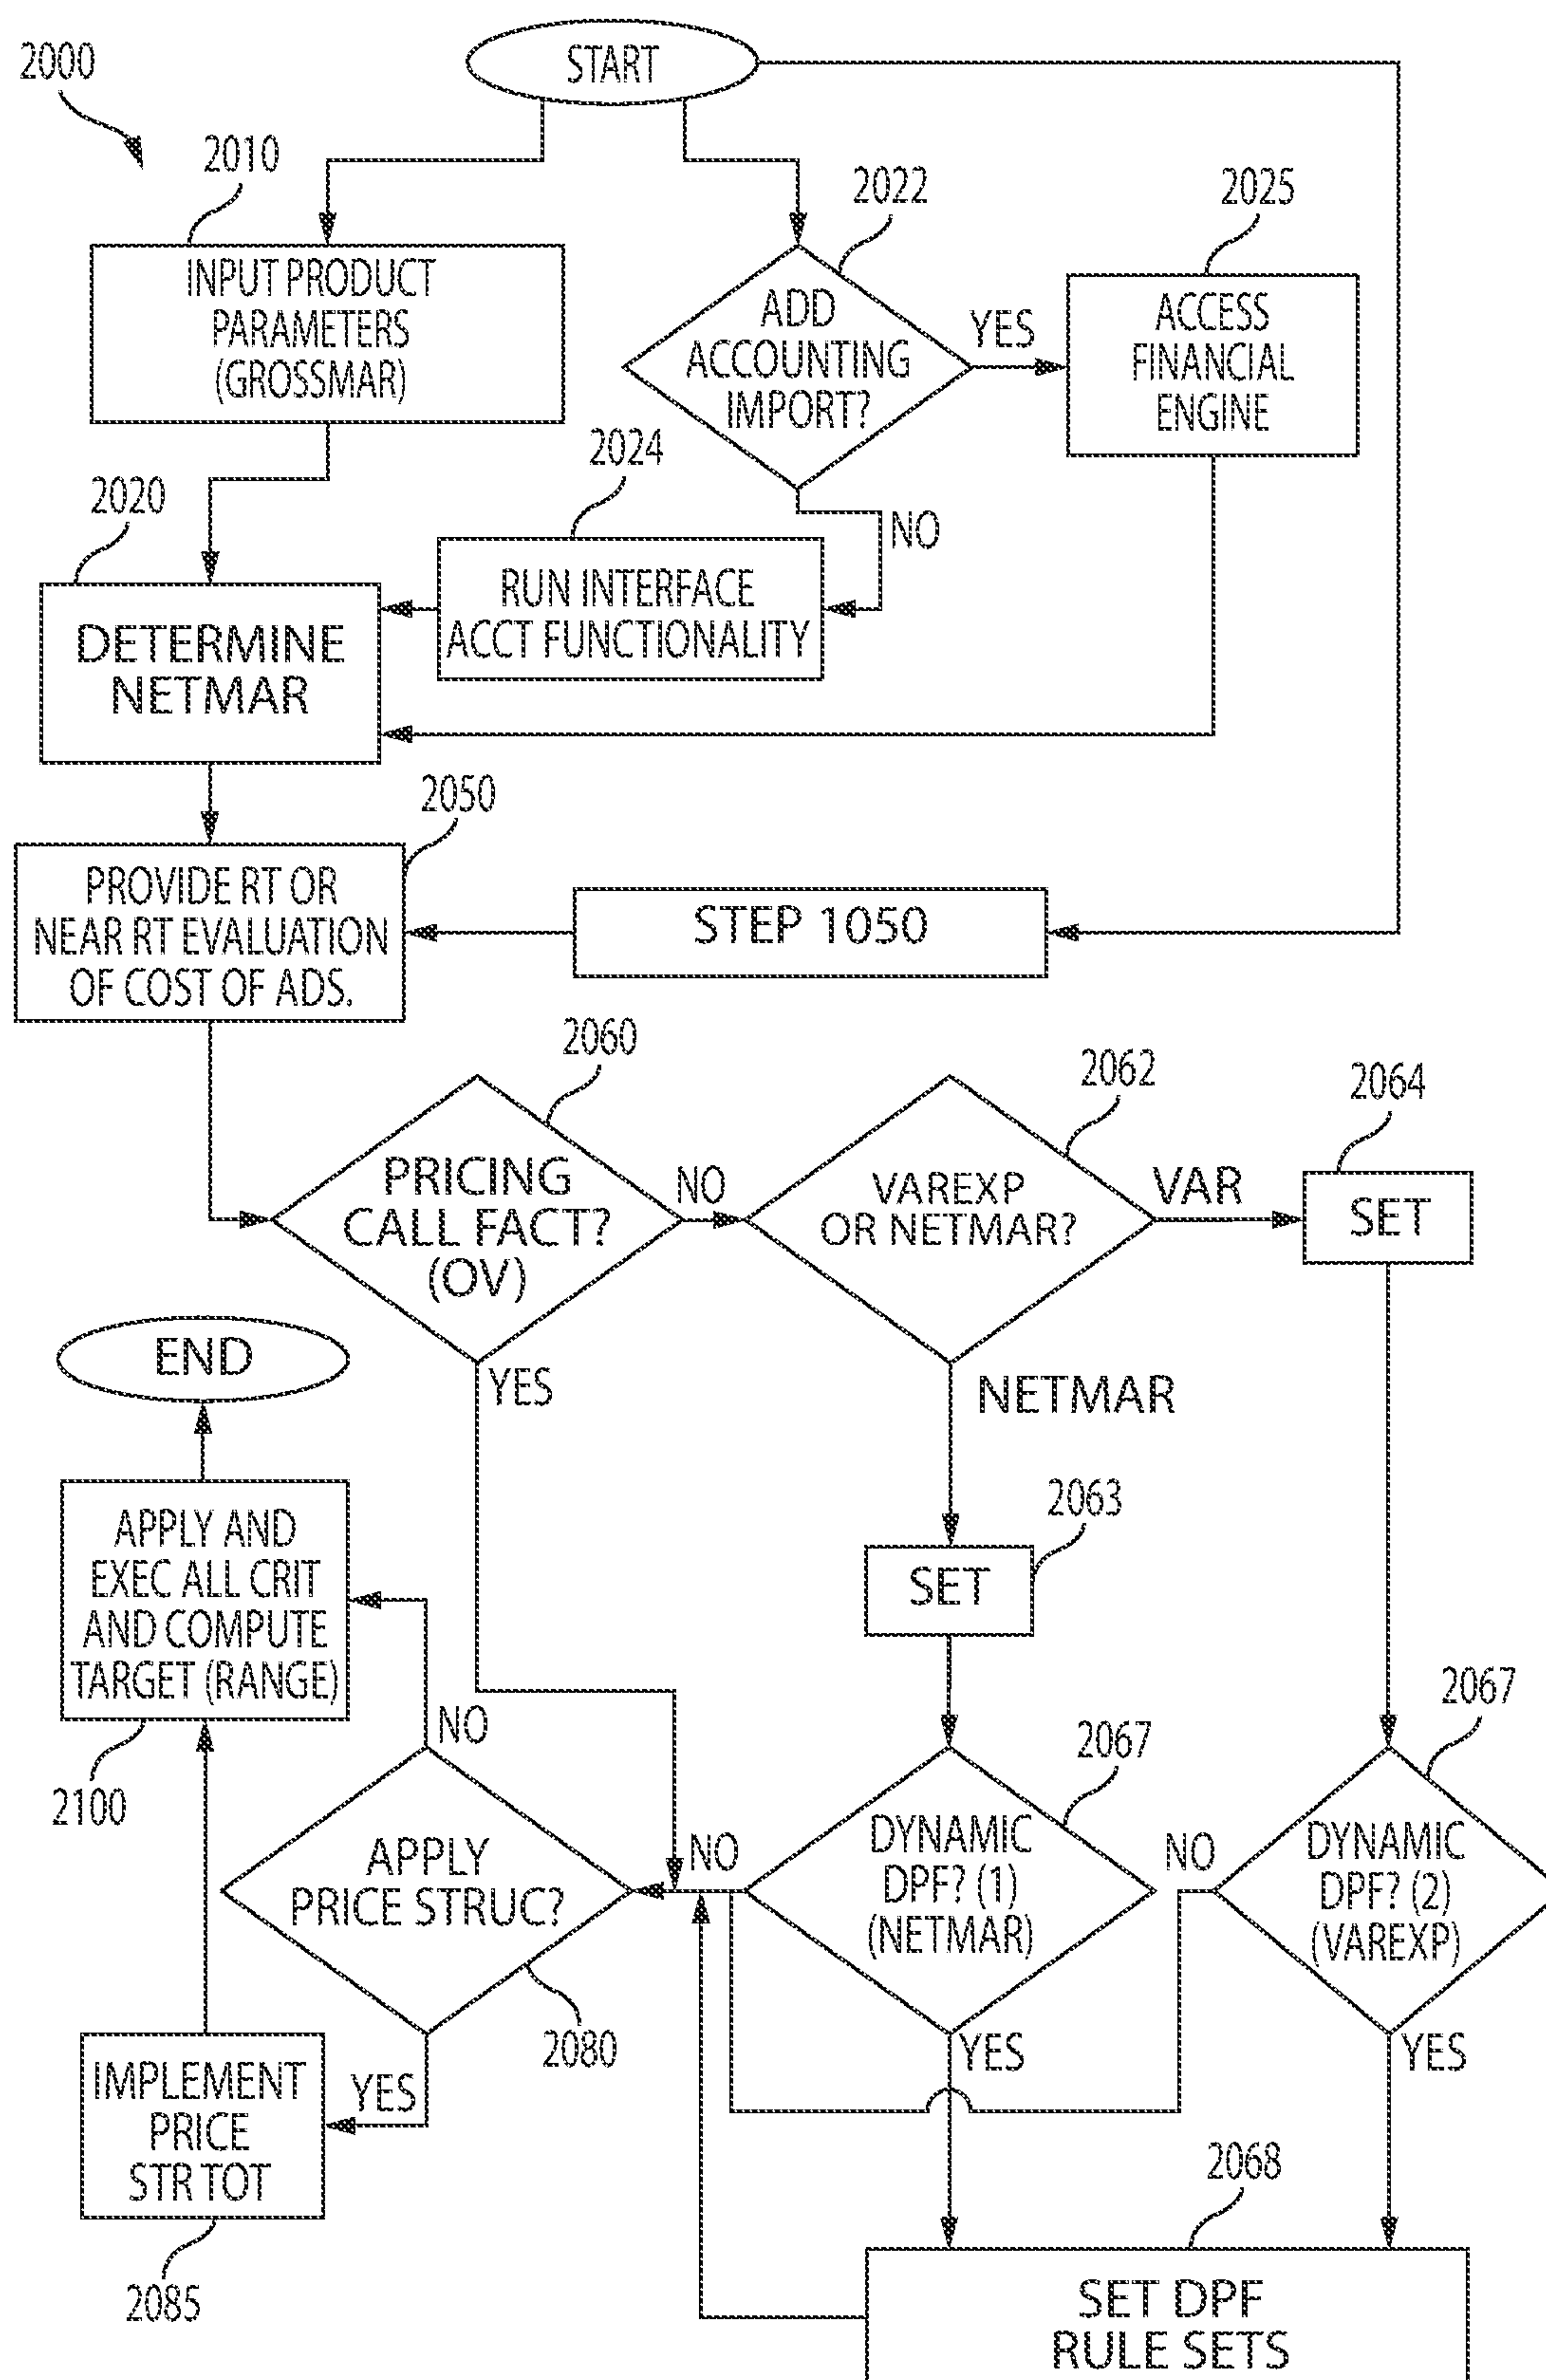 2000
START
2010
2022
2025
INPUT PRODUCT
PARAMETERS
(GROSSMAR)
ADD
ACCOUNTING
IMPORT?
YES
ACCESS
FINANCIAL
ENGINE
2024
2020
NO
RUN INTERFACE
ACCT FUNCTIONALITY
DETERMINE
NETMAR
2050
PROVIDE RT OR
NEAR RT EVALUATION
OF COST OF ADS.
STEP 1050
2060
2062
2064
PRICING
CALL FACT?
(OV)
NO
VAREXP
OR NETMAR?
VAR
SET
END
YES
NETMAR
2063
APPLY AND
EXEC ALL CRIT
AND COMPUTE
TARGET (RANGE)
SET
2067
NO
2067
2100
APPLY
PRICE STRUC?
NO
DYNAMIC
DPF? (1)
(NETMAR)
NO
DYNAMIC
DPF? (2)
(VAREXP)
2080
YES
YES
IMPLEMENT
PRICE
STR TOT
YES
2068
2085
SET DPF
RULE SETS